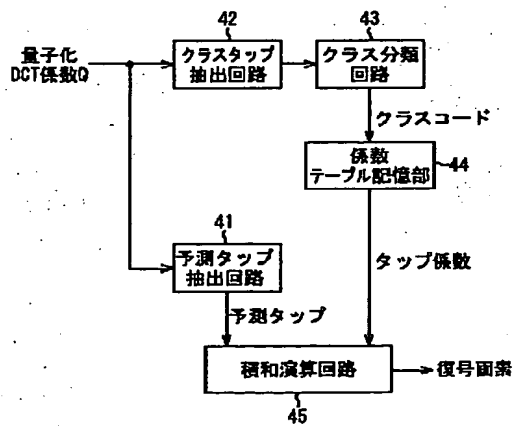 42
43
量子化
DCT係数Q
クラスタップ
抽出回路
クラス分類
回路
クラスコード
係数
テーブル記憶部
44
41
予測タップ
抽出回路
タップ係数
予測タップ
積和演算回路
復号画素
45